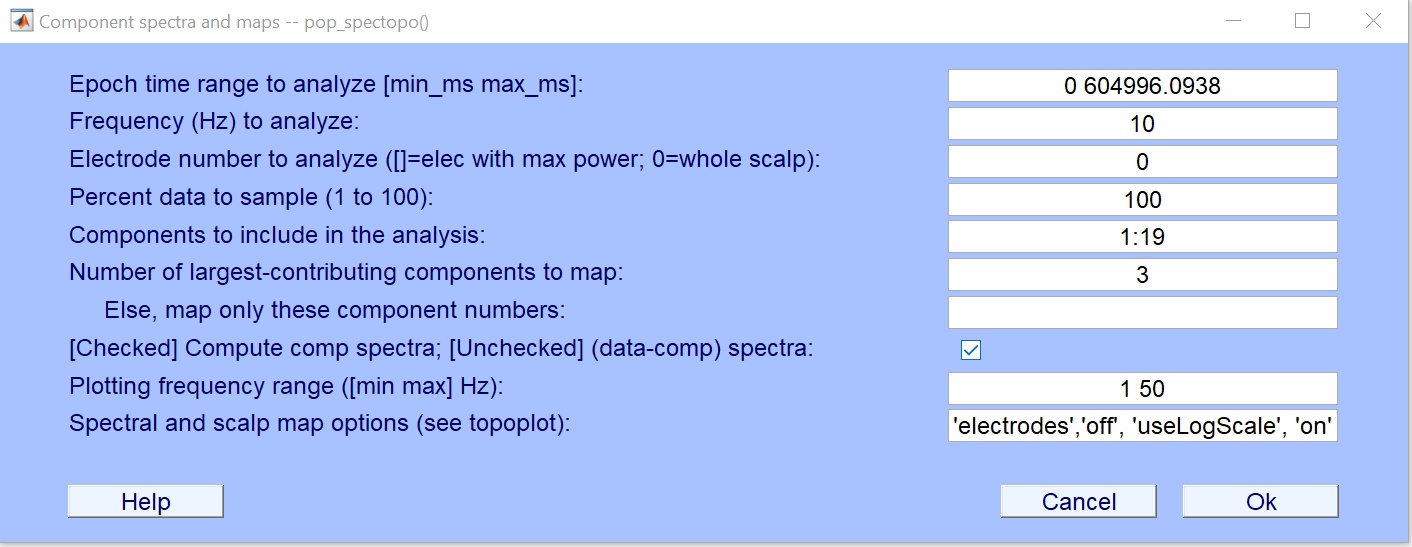 Component spectra and maps -- pop_spectopo()
Epoch time range to analyze [min_ms max_ms]: 0 604996.0938
Frequency (Hz) to analyze: 10
Electrode number to analyze ([]=elec with max power; 0=whole scalp): 0
Percent data to sample (1 to 100): 100
Components to include in the analysis: 1:19
Number of largest-contributing components to map: 3
Else, map only these component numbers:
[Checked] Compute comp spectra; [Unchecked] (data-comp) spectra:
Plotting frequency range ([min max] Hz): 1 50
Spectral and scalp map options (see topoplot): 'electrodes','off', 'useLogScale', 'on'
Help Cancel Ok